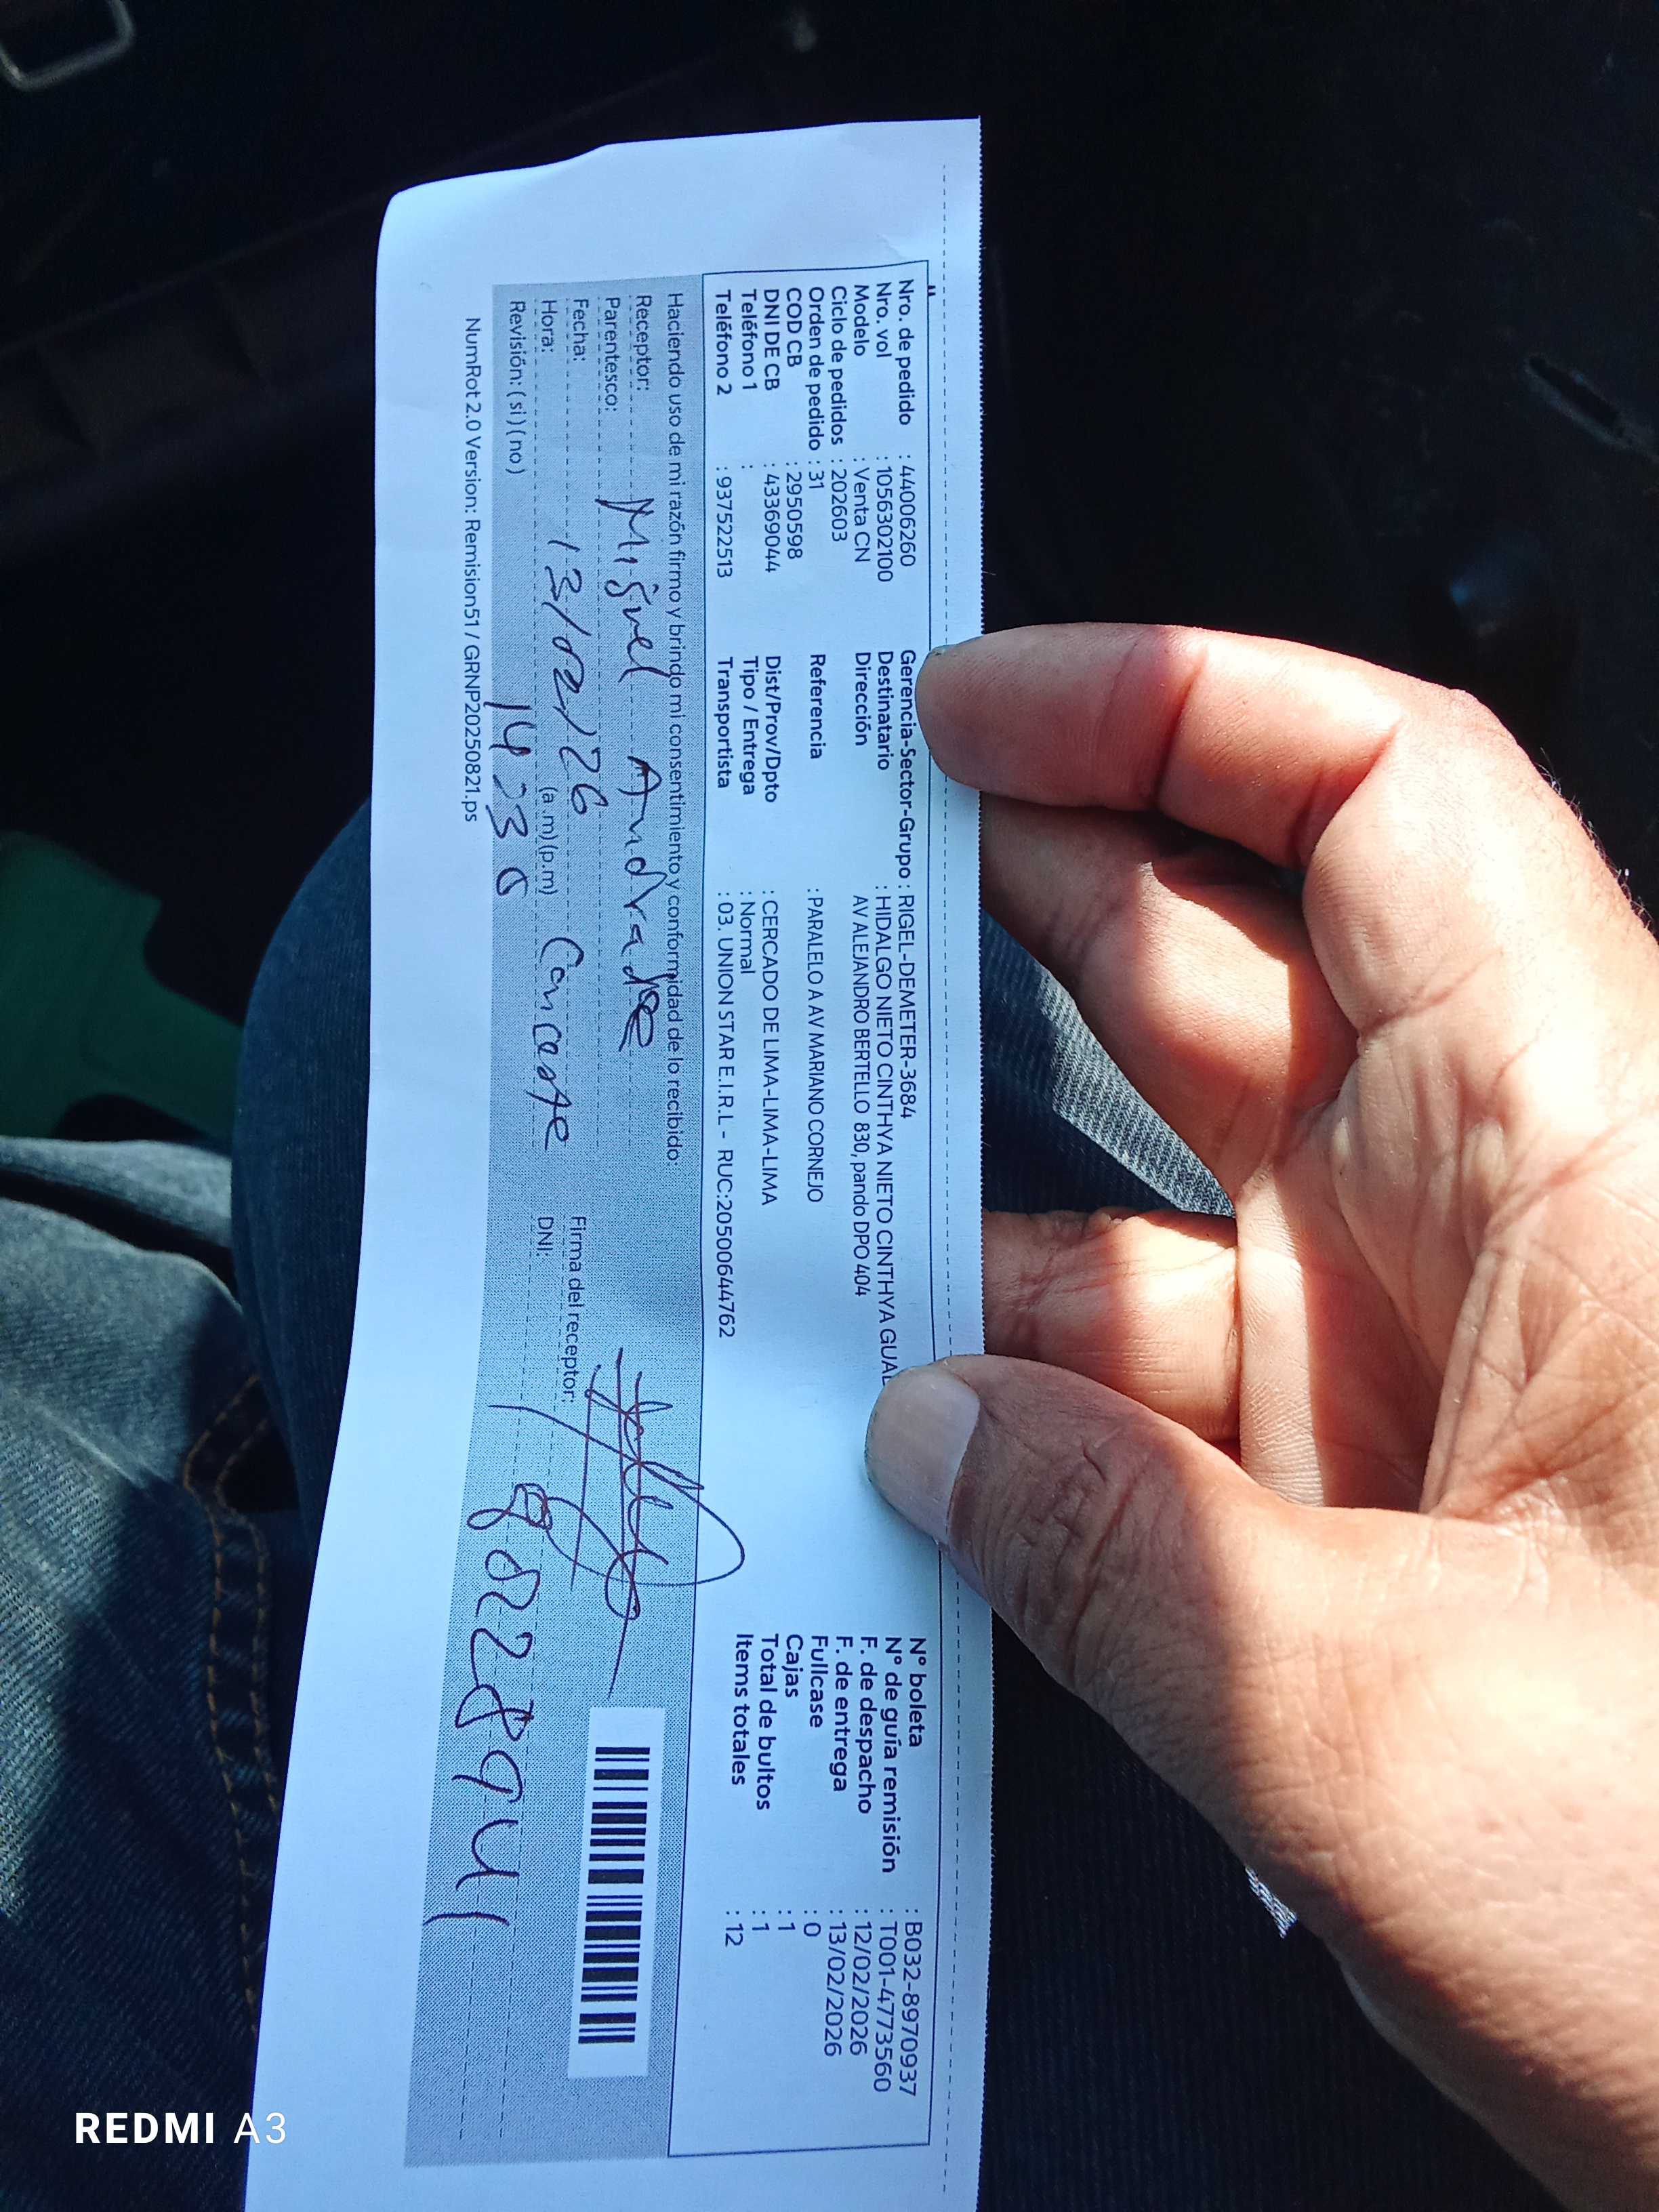 Nro. de pedido : 44006260
Nro. vol : 1056302100
Modelo : Venta CN
Ciclo de pedidos : 202603
Orden de pedido : 31
COD CB : 2950598
DNI DE CB : 43369044
Teléfono 1 :
Teléfono 2 : 937522513
Gerencia-Sector-Grupo : RIGEL-DEMETER-3684
Destinatario : HIDALGO NIETO CINTHYA NIETO CINTHYA GUAL
Dirección AV ALEJANDRO BERTELLO 830, pando DPO 404
Referencia : PARALELO A AV MARIANO CORNEJO
Dist/Prov/Dpto : CERCADO DE LIMA-LIMA-LIMA
Tipo / Entrega : Normal
Transportista : 03. UNION STAR E.I.R.L - RUC:20500644762
N° boleta : B032-8970937
N° de guía remisión : T001-4773560
F. de despacho : 12/02/2026
F. de entrega : 13/02/2026
Fullcase : 0
Cajas : 1
Total de bultos : 1
Items totales : 12
Haciendo uso de mi razón firmo y brindo mi consentimiento y conformidad de lo recibido:
Receptor: Miguel Andrade
Parentesco:
Fecha: 13/02/26
Hora: (a .m) (p.m)
14:30
Revisión: ( si ) ( no )
Firma del receptor:
DNI:
NumRot 2.0 Version: Remision51 / GRNP20250821.ps
REDMI A3